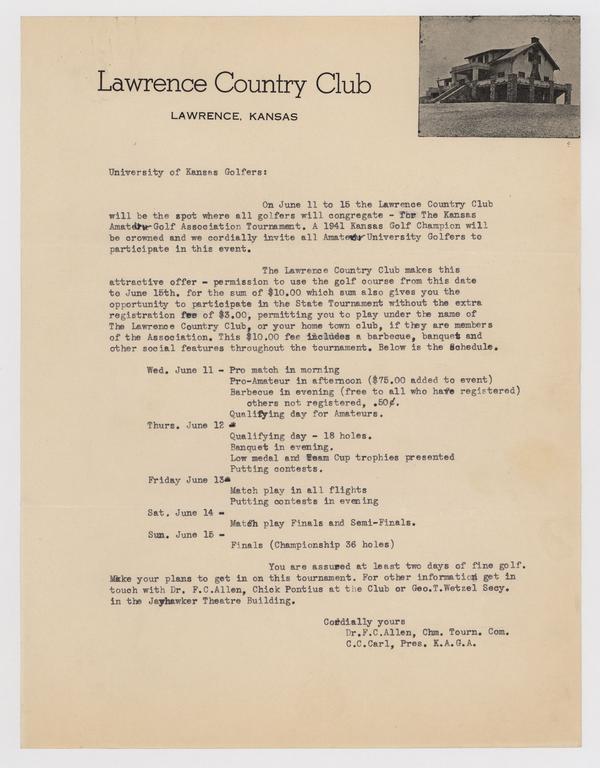 Lawrence Country Club
LAWRENCE, KANSAS
University of Kansas Golfers:
On June 11 to 15 the Lawrence Country Club
will be the spot where all golfers will congregate - for The Kansas
Amateur Golf Association Tournament. A 1941 Kansas Golf Champion will
be crowned and we cordially invite all Amateur University Golfers to
participate in this event.
The Lawrence Country Club makes this
attractive offer - permission to use the golf course from this date
to June 15th. for the sum of $10.00 which sum also gives you the
opportunity to participate in the State Tournament without the extra
registration fee of $3.00, permitting you to play under the name of
The Lawrence Country Club, or your home town club, if they are members
of the Association. This $10.00 fee includes a barbecue, banquet and
other social features throughout the tournament. Below is the Schedule.
Wed. June 11 - Pro match in morning
Pro-Amateur in afternoon ($75.00 added to event)
Barbecue in evening (free to all who have registered)
others not registered, .50¢.
Qualifying day for Amateurs.
Thurs. June 12 -
Qualifying day - 18 holes.
Banquet in evening.
Low medal and Team Cup trophies presented
Putting contests.
Friday June 13-
Match play in all flights
Putting contests in evening
Sat. June 14 -
Match play Finals and Semi-Finals.
Sun. June 15 -
Finals (Championship 36 holes)
You are assured at least two days of fine golf.
Make your plans to get in on this tournament. For other information get in
touch with Dr. F.C.Allen, Chick Pontius at the Club or Geo.T.Wetzel Secy.
in the Jayhawker Theatre Building.
Cordially yours
Dr.F.C.Allen, Chm. Tourn. Com.
C.C.Carl, Pres. K.A.G.A.